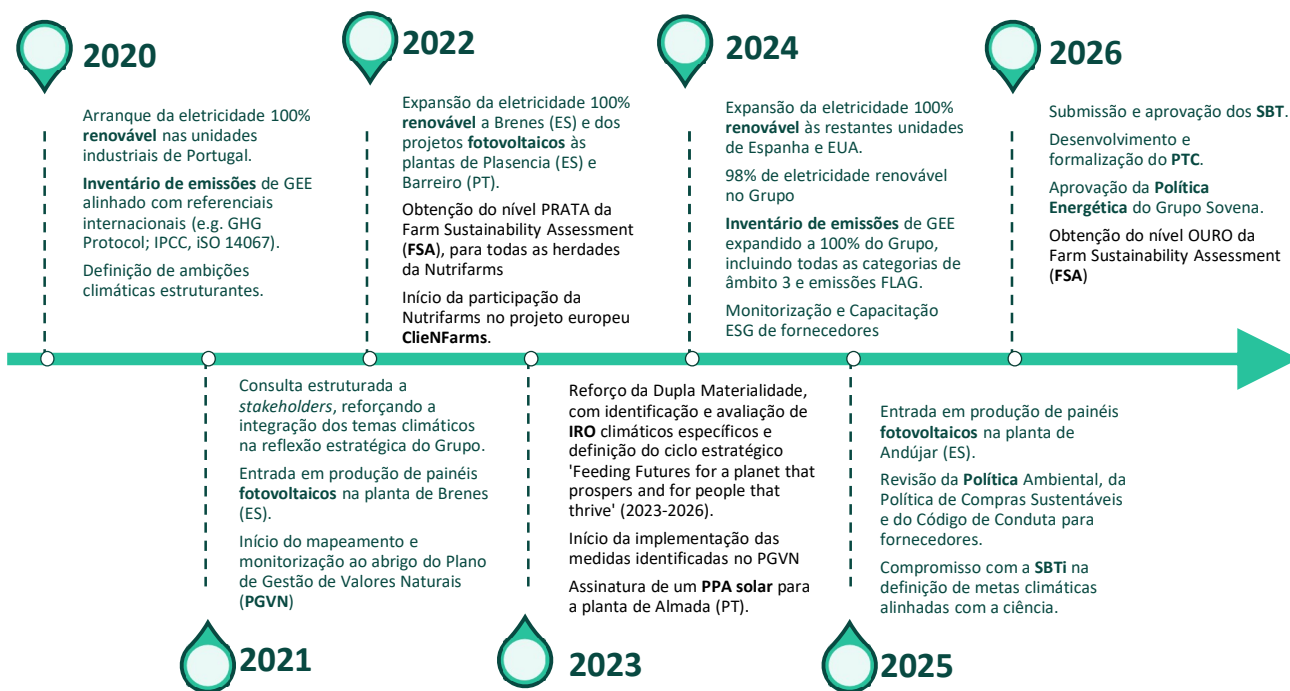 2020
Arranque da eletricidade 100%
renovável nas unidades
industriais de Portugal.
Inventário de emissões de GEE
alinhado com referenciais
internacionais (e.g. GHG
Protocol; IPCC, iSO 14067).
Definição de ambições
climáticas estruturantes.
2022
Expansão da eletricidade 100%
renovável a Brenes (ES) e dos
projetos fotovoltaicos às
plantas de Plasencia (ES) e
Barreiro (PT).
Obtenção do nível PRATA da
Farm Sustainability Assessment
(FSA), para todas as herdades
da Nutrifarms
Início da participação da
Nutrifarms no projeto europeu
ClieNFarms.
2024
Expansão da eletricidade 100%
renovável às restantes unidades
de Espanha e EUA.
98% de eletricidade renovável
no Grupo
Inventário de emissões de GEE
expandido a 100% do Grupo,
incluindo todas as categorias de
âmbito 3 e emissões FLAG.
Monitorização e Capacitação
ESG de fornecedores
2026
Submissão e aprovação dos SBT.
Desenvolvimento e
formalização do PTC.
Aprovação da Política
Energética do Grupo Sovena.
Obtenção do nível OURO da
Farm Sustainability Assessment
(FSA)
Consulta estruturada a
stakeholders, reforçando a
integração dos temas climáticos
na reflexão estratégica do Grupo.
Entrada em produção de painéis
fotovoltaicos na planta de Brenes
(ES).
Início do mapeamento e
monitorização ao abrigo do Plano
de Gestão de Valores Naturais
(PGVN)
2021
Reforço da Dupla Materialidade,
com identificação e avaliação de
IRO climáticos específicos e
definição do ciclo estratégico
'Feeding Futures for a planet that
prospers and for people that
thrive' (2023-2026).
Início da implementação das
medidas identificadas no PGVN
Assinatura de um PPA solar para
a planta de Almada (PT).
2023
Entrada em produção de painéis
fotovoltaicos na planta de
Andújar (ES).
Revisão da Política Ambiental, da
Política de Compras Sustentáveis
e do Código de Conduta para
fornecedores.
Compromisso com a SBTi na
definição de metas climáticas
alinhadas com a ciência.
2025